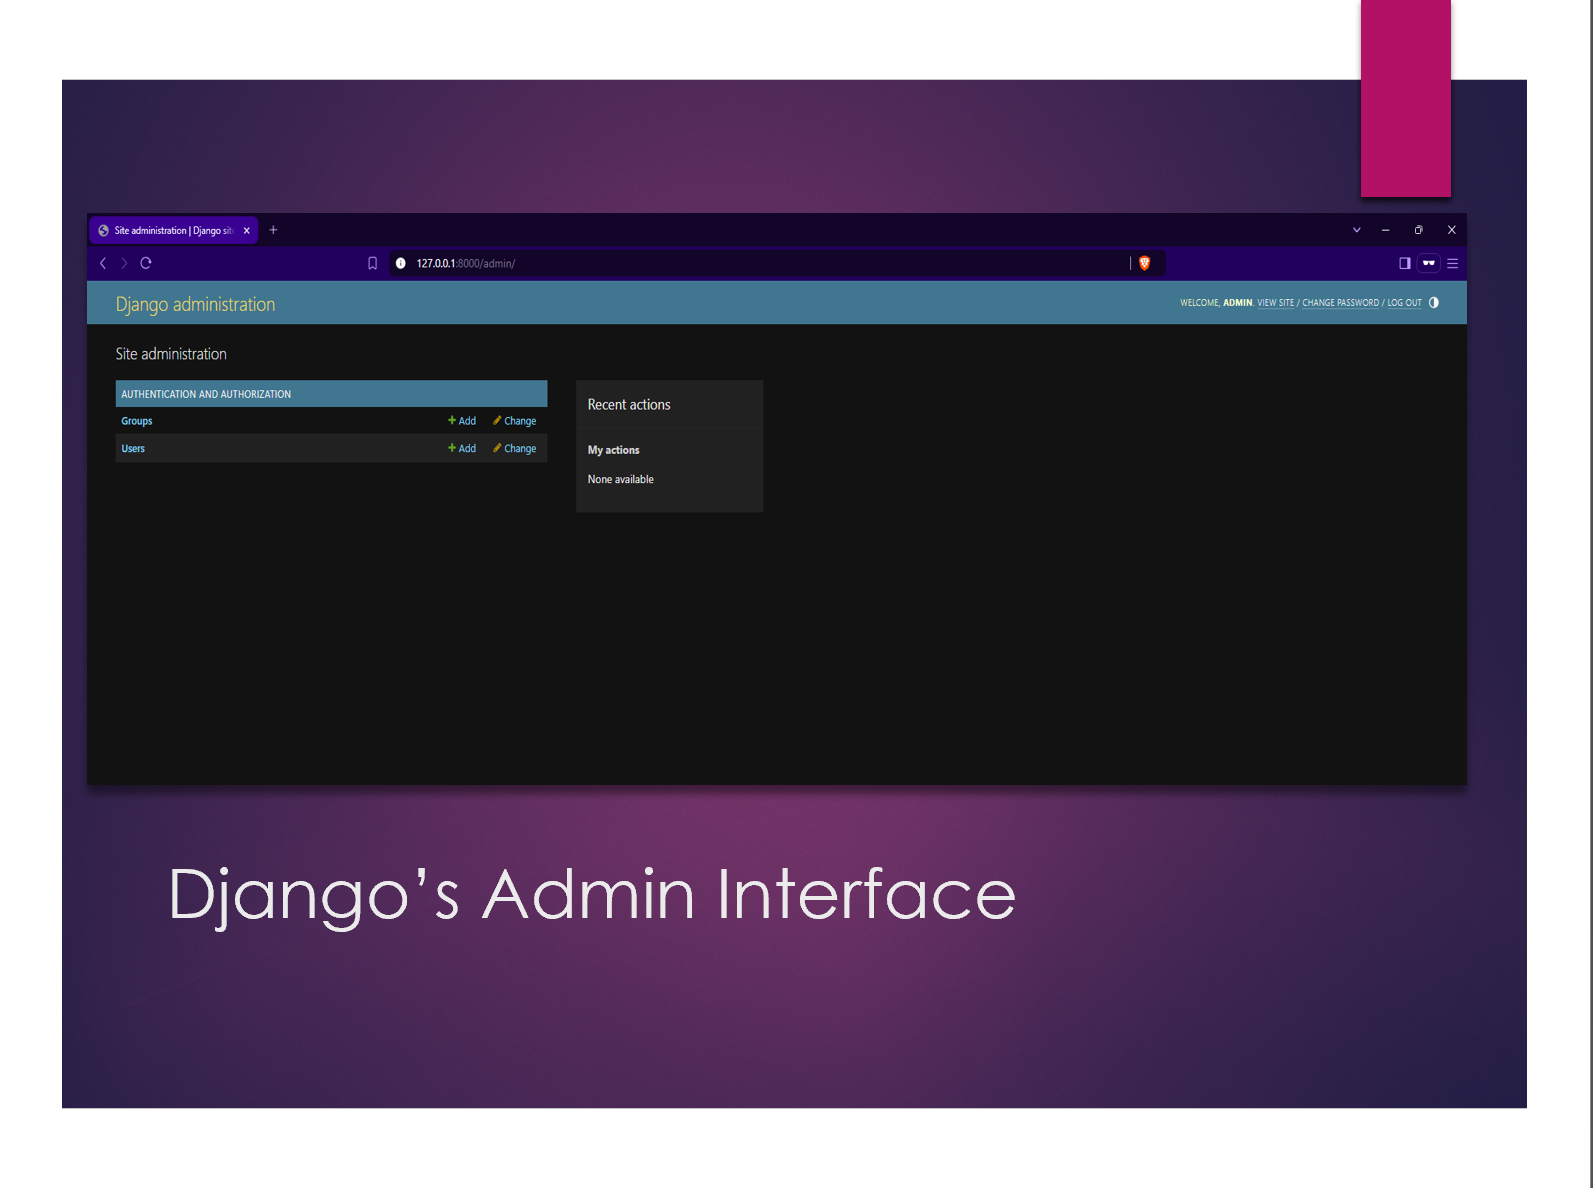 Site administration | Django sit
127.0.0.1:8000/admin/
Django administration
WELCOME, ADMIN. VIEW SITE / CHANGE PASSWORD / LOG OUT
Site administration
AUTHENTICATION AND AUTHORIZATION
Groups Add Change
Users Add Change
Recent actions
My actions
None available
Django’s Admin Interface